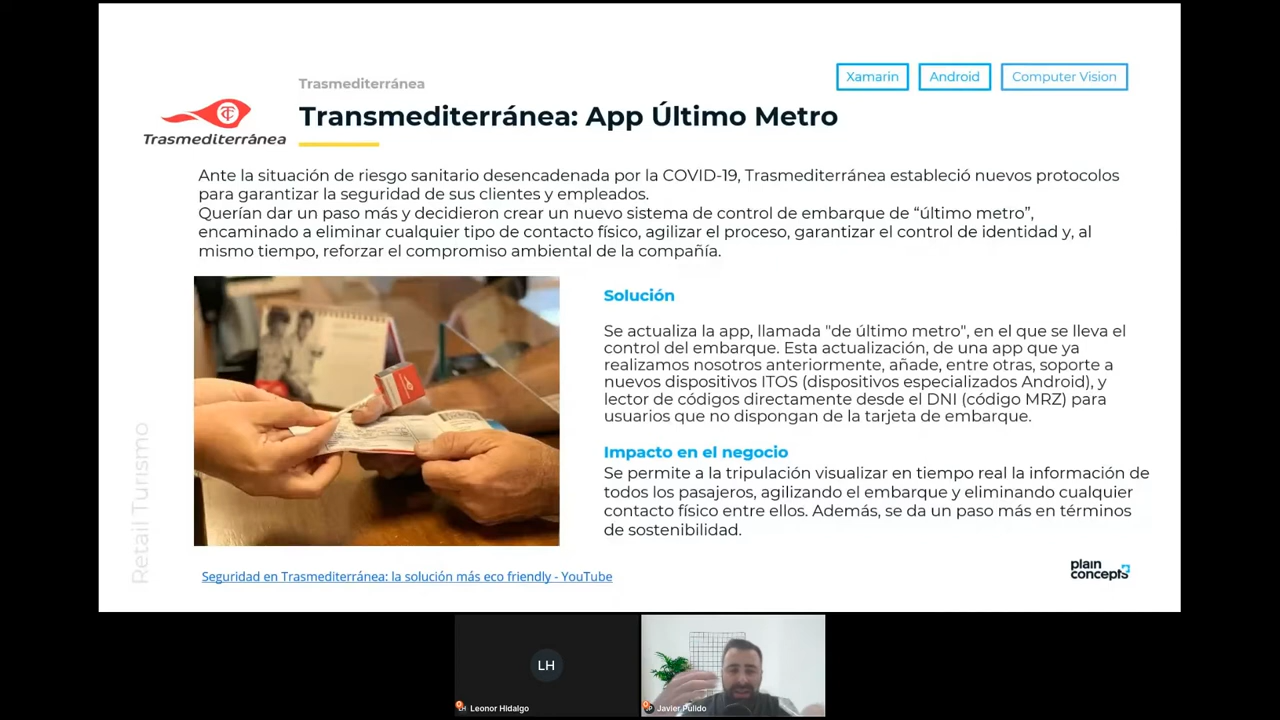 Trasmediterránea
Xamarin
Android
Computer Vision
Transmediterránea: App Último Metro
Trasmediterránea
Ante la situación de riesgo sanitario desencadenada por la COVID-19, Trasmediterránea estableció nuevos protocolos
para garantizar la seguridad de sus clientes y empleados.
Querían dar un paso más y decidieron crear un nuevo sistema de control de embarque de “último metro”,
encaminado a eliminar cualquier tipo de contacto físico, agilizar el proceso, garantizar el control de identidad y, al
mismo tiempo, reforzar el compromiso ambiental de la compañía.
Solución
Se actualiza la app, llamada "de último metro", en el que se lleva el
control del embarque. Esta actualización, de una app que ya
realizamos nosotros anteriormente, añade, entre otras, soporte a
nuevos dispositivos ITOS (dispositivos especializados Android), y
lector de códigos directamente desde el DNI (código MRZ) para
usuarios que no dispongan de la tarjeta de embarque.
Impacto en el negocio
Se permite a la tripulación visualizar en tiempo real la información de
todos los pasajeros, agilizando el embarque y eliminando cualquier
contacto físico entre ellos. Además, se da un paso más en términos
de sostenibilidad.
Retail Turismo
Seguridad en Trasmediterránea: la solución más eco friendly - YouTube
plain
concepts
LH
LH Leonor Hidalgo
JP Javier Pulido